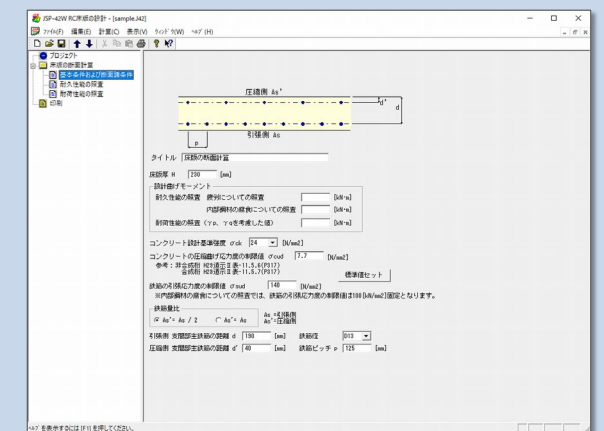 JSP-42W RC床版の設計 - [sample.J42]
ファイル(F) 編集(E) 計算(C) 表示(V) ウィンドウ(W) ヘルプ(H)
プロジェクト
床版の断面計算
基本条件および断面諸条件
耐久性能の照査
耐荷性能の照査
印刷
圧縮側 As'
d'
d
引張側 As
p
タイトル 床版の断面計算
床版厚 H 230 [mm]
設計曲げモーメント
耐久性能の照査 疲労についての照査 [kN・m]
内部鋼材の腐食についての照査 [kN・m]
耐荷性能の照査 (γp、γqを考慮した値) [kN・m]
コンクリート設計基準強度 σck 24 [N/mm2]
コンクリートの圧縮曲げ応力度の制限値 σcud 7.7 [N/mm2]
参考:非合成桁 H29道示Ⅱ表-11.5.6(P317)
合成桁 H29道示Ⅱ表-11.5.7(P317)
標準値セット
鉄筋の引張応力度の制限値 σsud 140 [N/mm2]
※内部鋼材の腐食についての照査では、鉄筋の引張応力度の制限値は100[kN/mm2]固定となります。
鉄筋量比
As'= As / 2 As'= As
As =引張側
As'=圧縮側
引張側 支間部主鉄筋の距離 d 190 [mm] 鉄筋径 D13
圧縮側 支間部主鉄筋の距離 d' 40 [mm] 鉄筋ピッチ p 125 [mm]
ヘルプを表示するには [F1] を押してください。